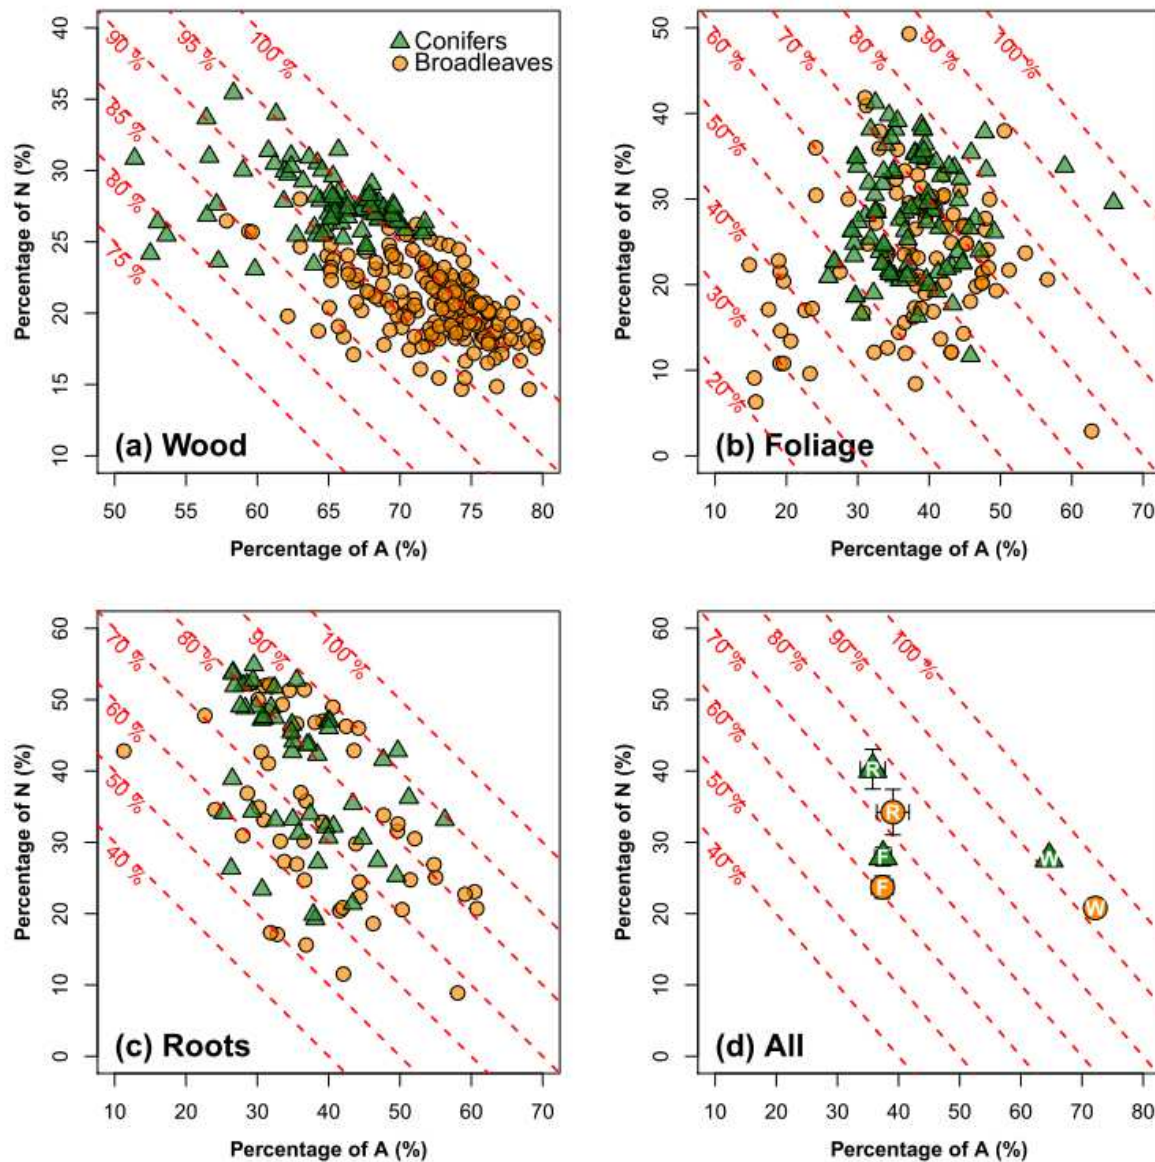 40
35
30
25
20
15
10
Percentage of N (%)
90 %
95 %
100 %
85 %
80 %
75 %
Conifers
Broadleaves
(a) Wood
50 55 60 65 70 75 80
Percentage of A (%)
50
40
30
20
10
0
Percentage of N (%)
60 %
70 %
80 %
90 %
100 %
50 %
40 %
30 %
20 %
(b) Foliage
10 20 30 40 50 60 70
Percentage of A (%)
60
50
40
30
20
10
0
Percentage of N (%)
70 %
80 %
90 %
100 %
60 %
50 %
40 %
(c) Roots
10 20 30 40 50 60 70
Percentage of A (%)
60
50
40
30
20
10
0
Percentage of N (%)
70 %
80 %
90 %
100 %
60 %
50 %
40 %
R
R
F
F
W
W
(d) All
10 20 30 40 50 60 70 80
Percentage of A (%)